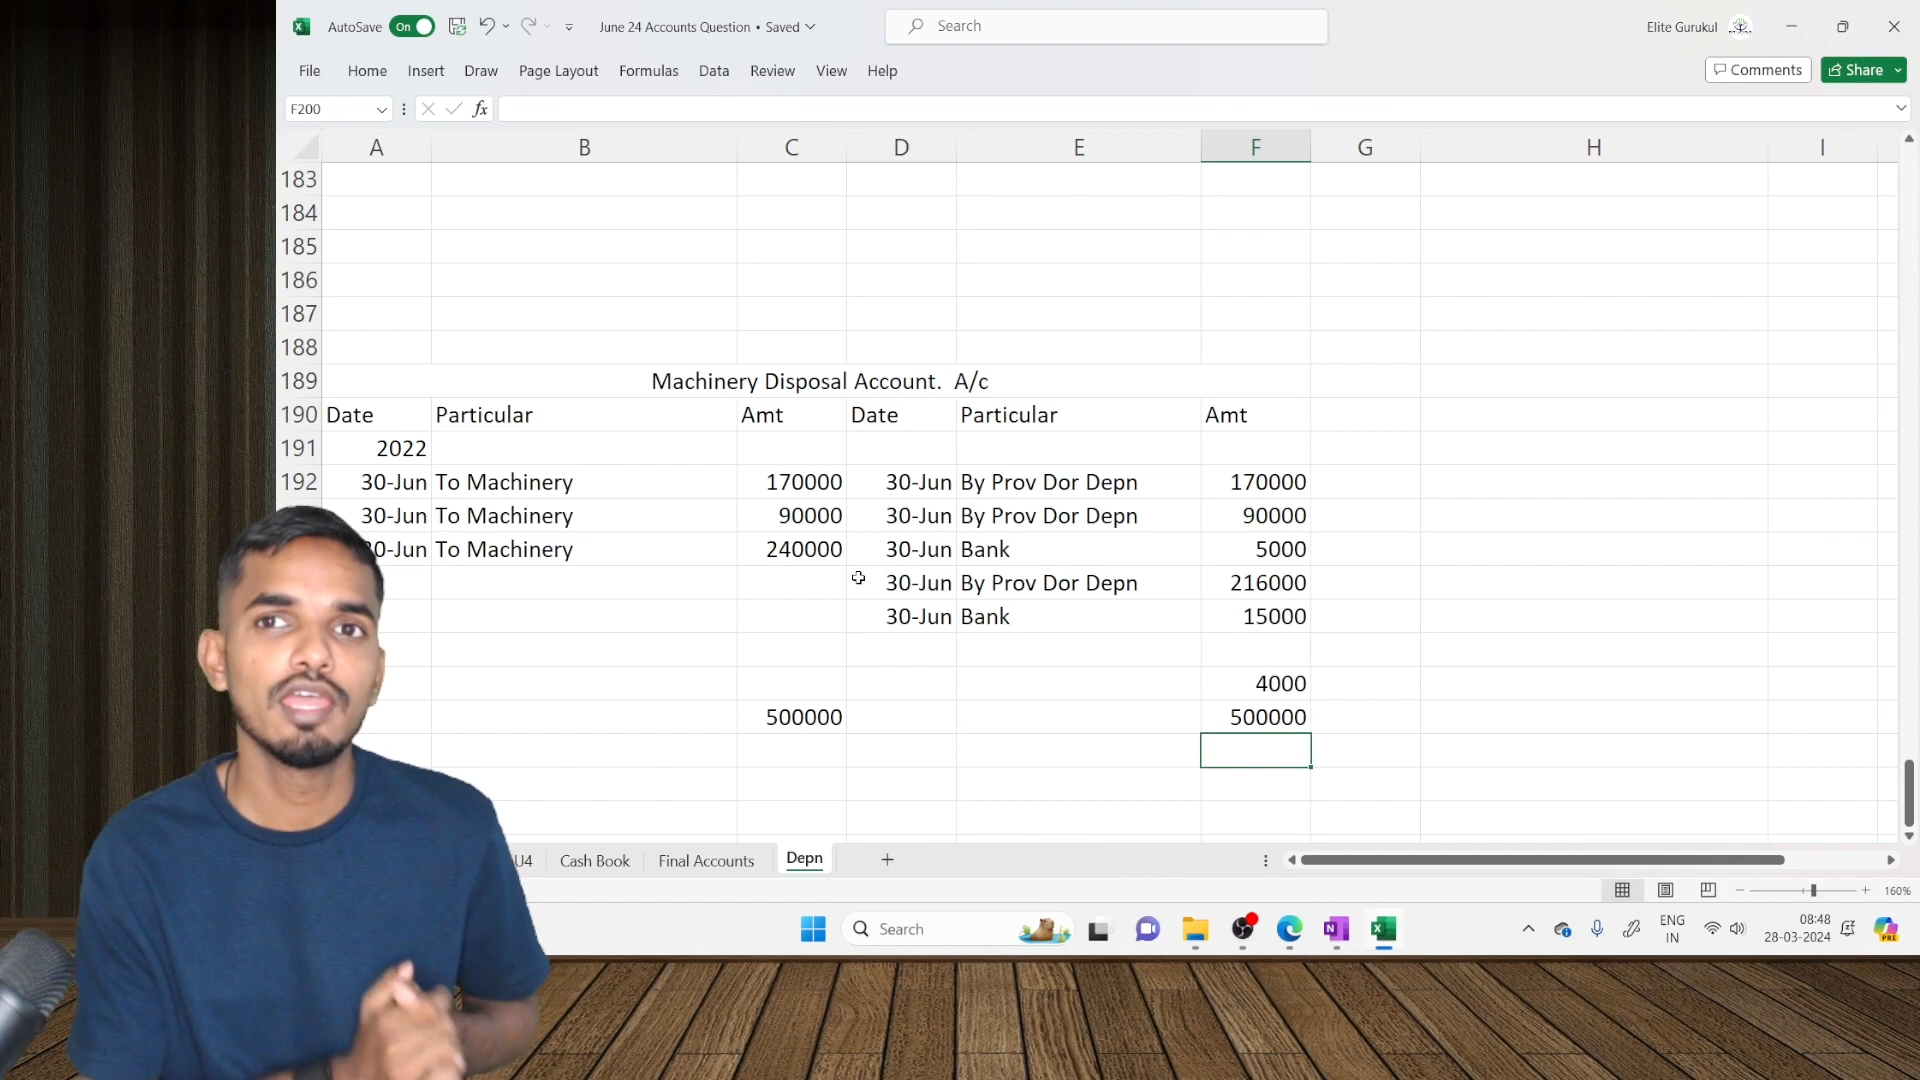 AutoSave On June 24 Accounts Question • Saved Search Elite Gurukul
File Home Insert Draw Page Layout Formulas Data Review View Help Comments Share
F200 fx
A B C D E F G H I
183
184
185
186
187
188
189 Machinery Disposal Account. A/c
190 Date Particular Amt Date Particular Amt
191 2022
192 30-Jun To Machinery 170000 30-Jun By Prov Dor Depn 170000
30-Jun To Machinery 90000 30-Jun By Prov Dor Depn 90000
0-Jun To Machinery 240000 30-Jun Bank 5000
30-Jun By Prov Dor Depn 216000
30-Jun Bank 15000
4000
500000 500000
U4 Cash Book Final Accounts Depn
160%
Search ENG 08:48
IN 28-03-2024 PRE